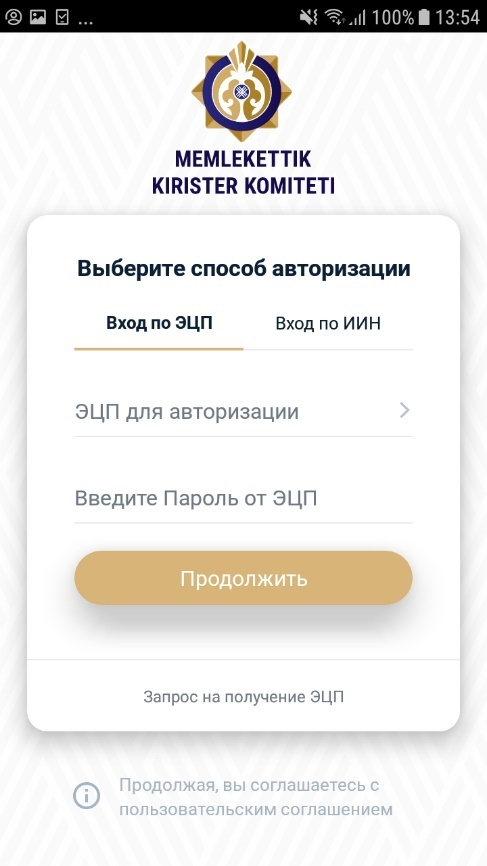 ... 100% 13:54
MEMLEKETTIK
KIRISTER KOMITETI
Выберите способ авторизации
Вход по ЭЦП Вход по ИИН
ЭЦП для авторизации
Введите Пароль от ЭЦП
Продолжить
Запрос на получение ЭЦП
Продолжая, вы соглашаетесь с
пользовательским соглашением